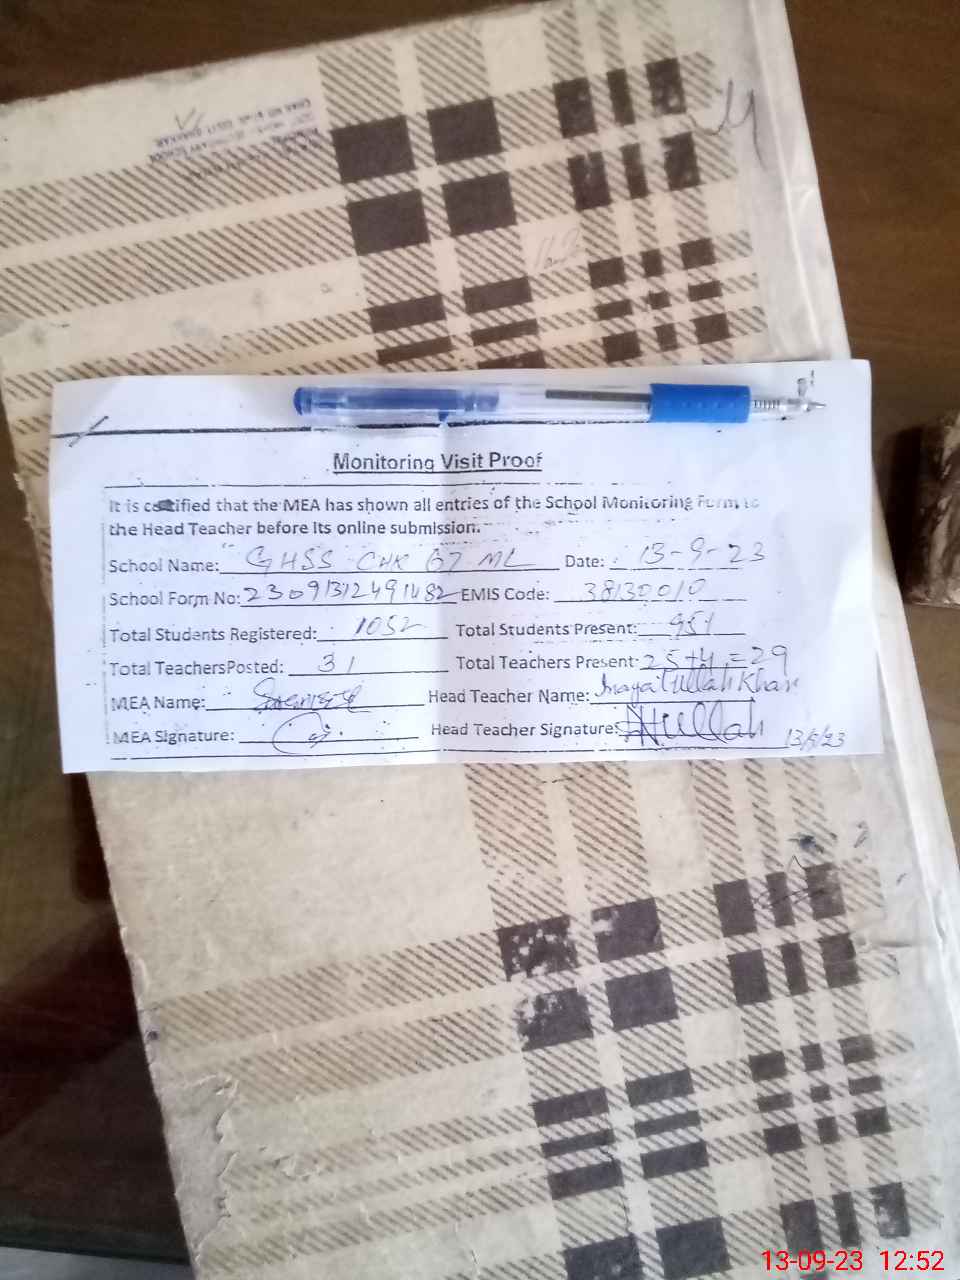 Monitoring Visit Proof
It is certified that the MEA has shown all entries of the School Monitoring Form to
the Head Teacher before Its online submission.
School Name: GHSS CHK 67 ML Date: 13-9-23
School Form No: 230913124911482 EMIS Code: 38130010
Total Students Registered: 1052 Total Students Present: 951
Total TeachersPosted: 31 Total Teachers Present: 25+4=29
MEA Name: Head Teacher Name: Inayatullah Khan
MEA Signature: Head Teacher Signature: 13/9/23
13-09-23 12:52